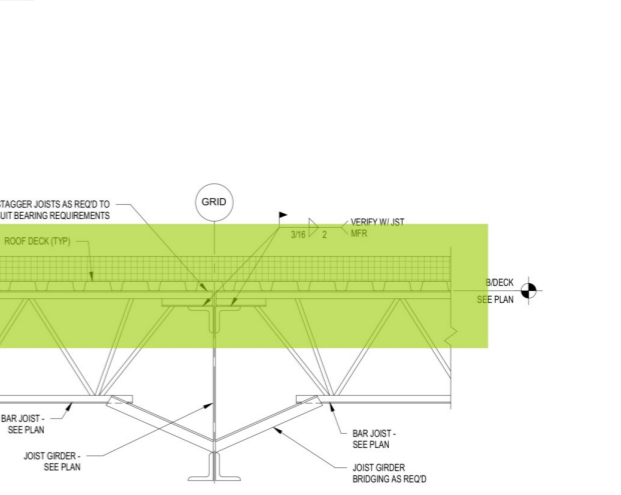 STAGGER JOISTS AS REQ'D TO
SUIT BEARING REQUIREMENTS
GRID
VERIFY W/ JST
MFR
3/16
2
ROOF DECK (TYP)
B/DECK
SEE PLAN
BAR JOIST -
SEE PLAN
JOIST GIRDER -
SEE PLAN
BAR JOIST -
SEE PLAN
JOIST GIRDER
BRIDGING AS REQ'D